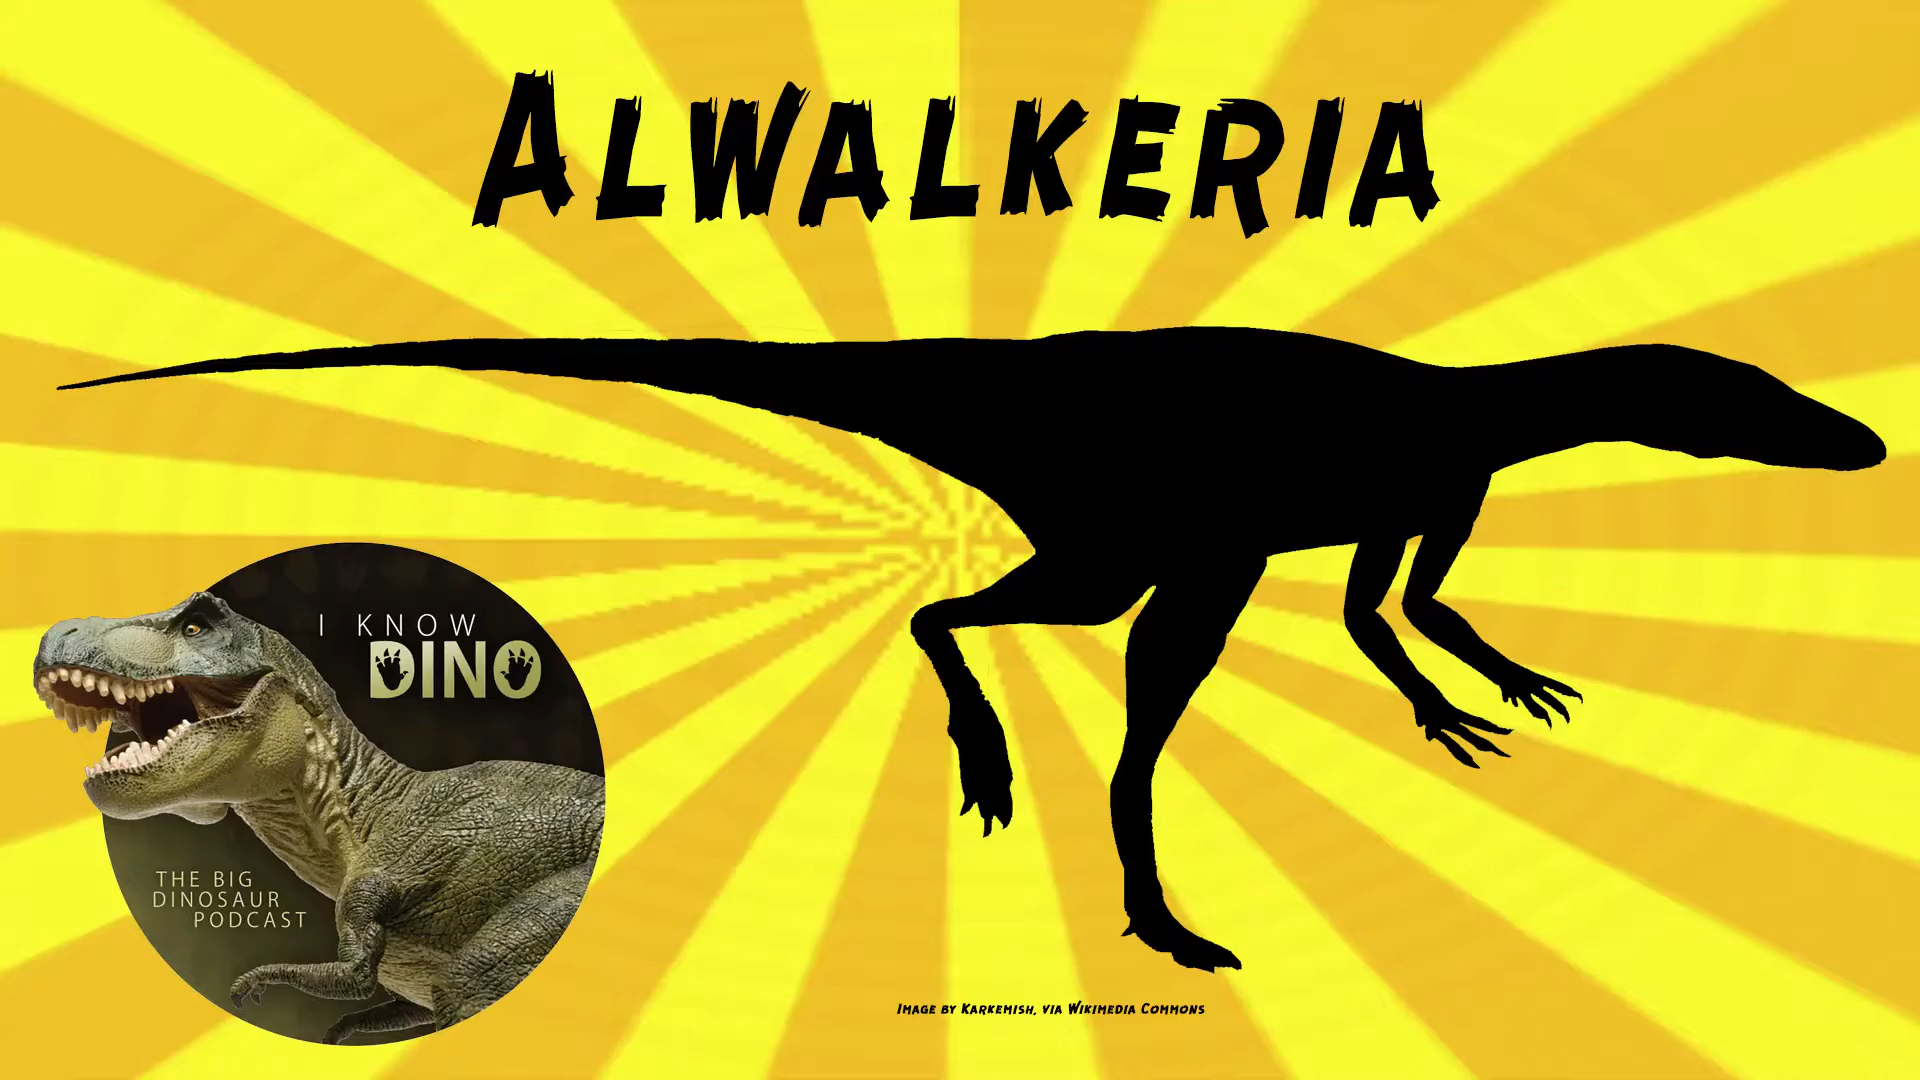 ALWALKERIA
I KNOW
DINO
THE BIG
DINOSAUR
PODCAST
IMAGE BY KARKEMISH, VIA WIKIMEDIA COMMONS